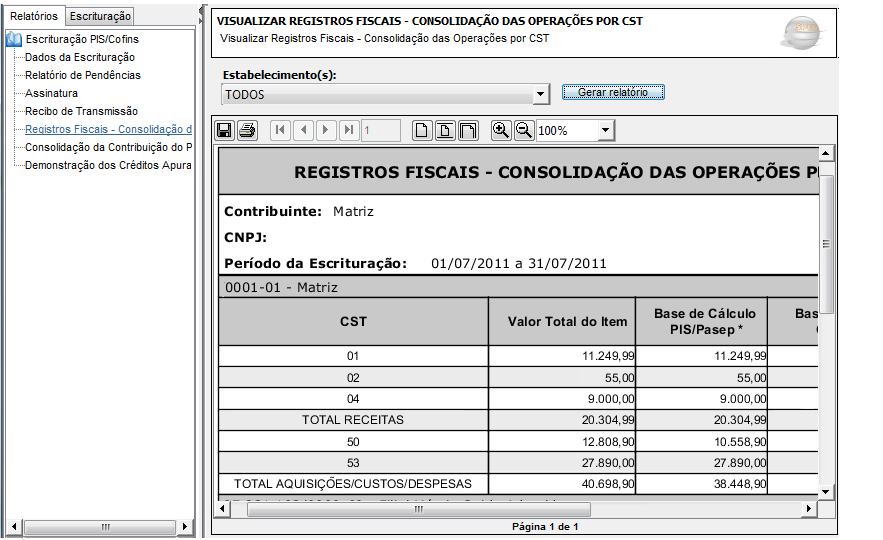 Relatórios Escrituração
Escrituração PIS/Cofins
Dados da Escrituração
Relatório de Pendências
Assinatura
Recibo de Transmissão
Registros Fiscais - Consolidação d
Consolidação da Contribuição do P
Demonstração dos Créditos Apura
VISUALIZAR REGISTROS FISCAIS - CONSOLIDAÇÃO DAS OPERAÇÕES POR CST
Visualizar Registros Fiscais - Consolidação das Operações por CST
Estabelecimento(s):
TODOS Gerar relatório
1 100%
REGISTROS FISCAIS - CONSOLIDAÇÃO DAS OPERAÇÕES P
Contribuinte: Matriz
CNPJ:
Período da Escrituração: 01/07/2011 a 31/07/2011
0001-01 - Matriz
CST Valor Total do Item Base de Cálculo PIS/Pasep * Bas
01 11.249,99 11.249,99
02 55,00 55,00
04 9.000,00 9.000,00
TOTAL RECEITAS 20.304,99 20.304,99
50 12.808,90 10.558,90
53 27.890,00 27.890,00
TOTAL AQUISIÇÕES/CUSTOS/DESPESAS 40.698,90 38.448,90
Página 1 de 1